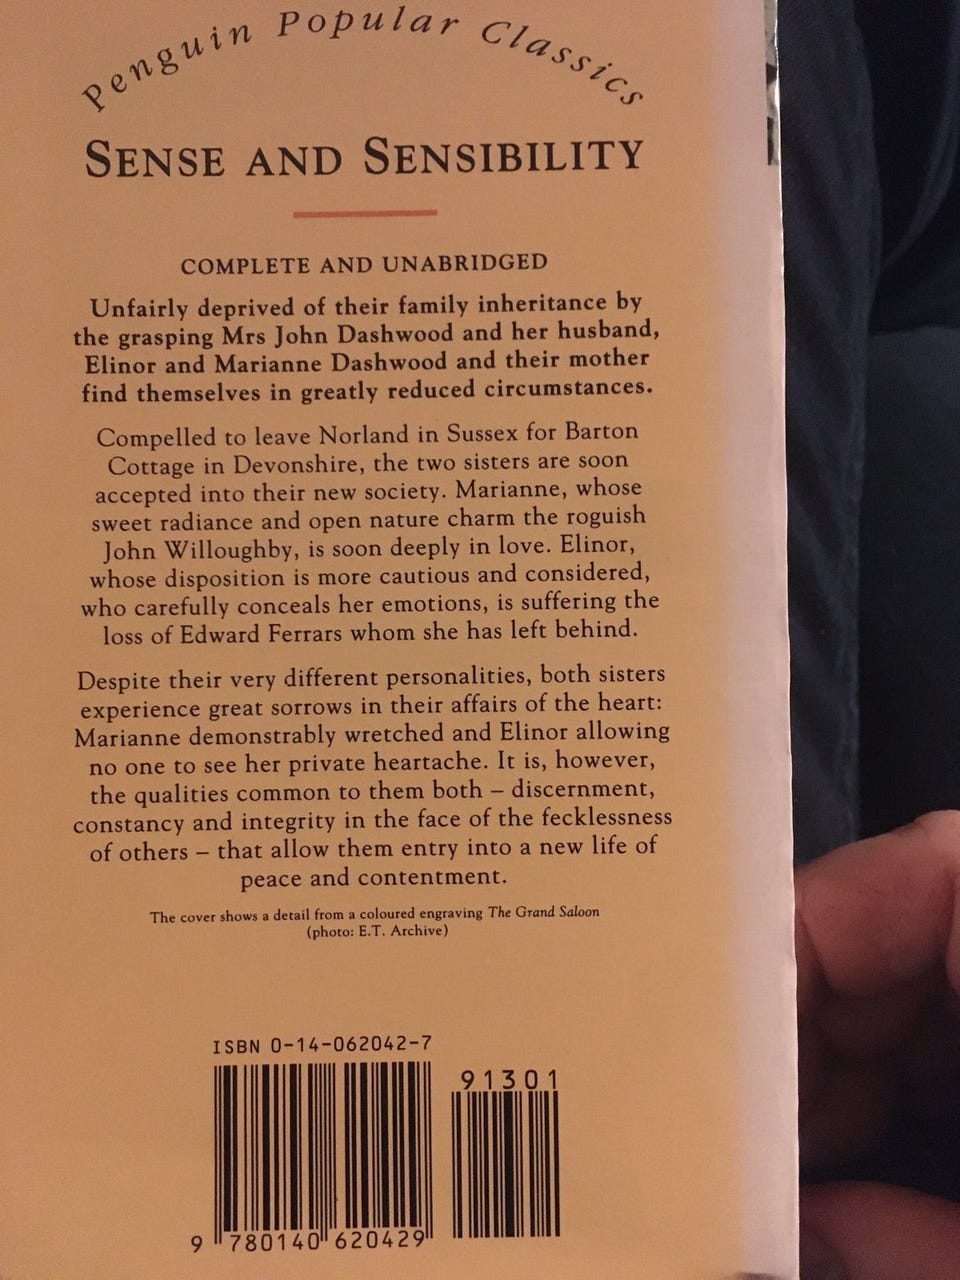 Penguin Popular Classics
SENSE AND SENSIBILITY
COMPLETE AND UNABRIDGED
Unfairly deprived of their family inheritance by
the grasping Mrs John Dashwood and her husband,
Elinor and Marianne Dashwood and their mother
find themselves in greatly reduced circumstances.
Compelled to leave Norland in Sussex for Barton
Cottage in Devonshire, the two sisters are soon
accepted into their new society. Marianne, whose
sweet radiance and open nature charm the roguish
John Willoughby, is soon deeply in love. Elinor,
whose disposition is more cautious and considered,
who carefully conceals her emotions, is suffering the
loss of Edward Ferrars whom she has left behind.
Despite their very different personalities, both sisters
experience great sorrows in their affairs of the heart:
Marianne demonstrably wretched and Elinor allowing
no one to see her private heartache. It is, however,
the qualities common to them both – discernment,
constancy and integrity in the face of the fecklessness
of others – that allow them entry into a new life of
peace and contentment.
The cover shows a detail from a coloured engraving The Grand Saloon
(photo: E.T. Archive)
ISBN 0-14-062042-7
91301
9 780140 620429